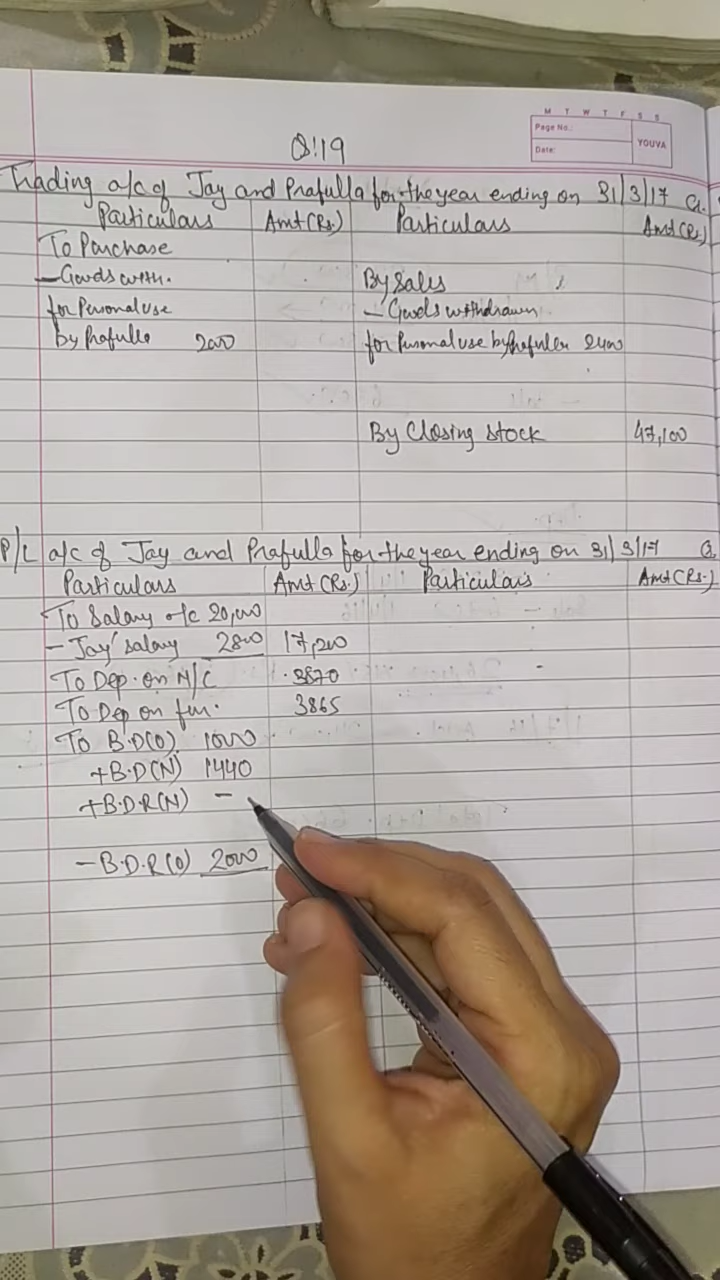 M T W T F S S
Page No.:
Date:
YOUVA
Q:19
Trading a/c of Jay and Prafulla for the year ending on 31/3/17 Cr.
Particulars Amt(Rs.) Particulars Amt(Rs.)
To Purchase
- Goods with. By Sales
for Personal Use - Goods withdrawn
by Prafulla 2000 for Personal use by Prafulla 2400
By Closing Stock 47,100
P/L a/c of Jay and Prafulla for the year ending on 31/3/17 Cr.
Particulars Amt(Rs.) Particulars Amt(Rs.)
To Salary a/c 20,000
- Jay' salary 2800 17,200
To Dep. on M/C 3870
To Dep on fur. 3865
To B.D(O) 1000
+B.D(N) 1440
+B.D.R(N) -
-B.D.R(O) 2000